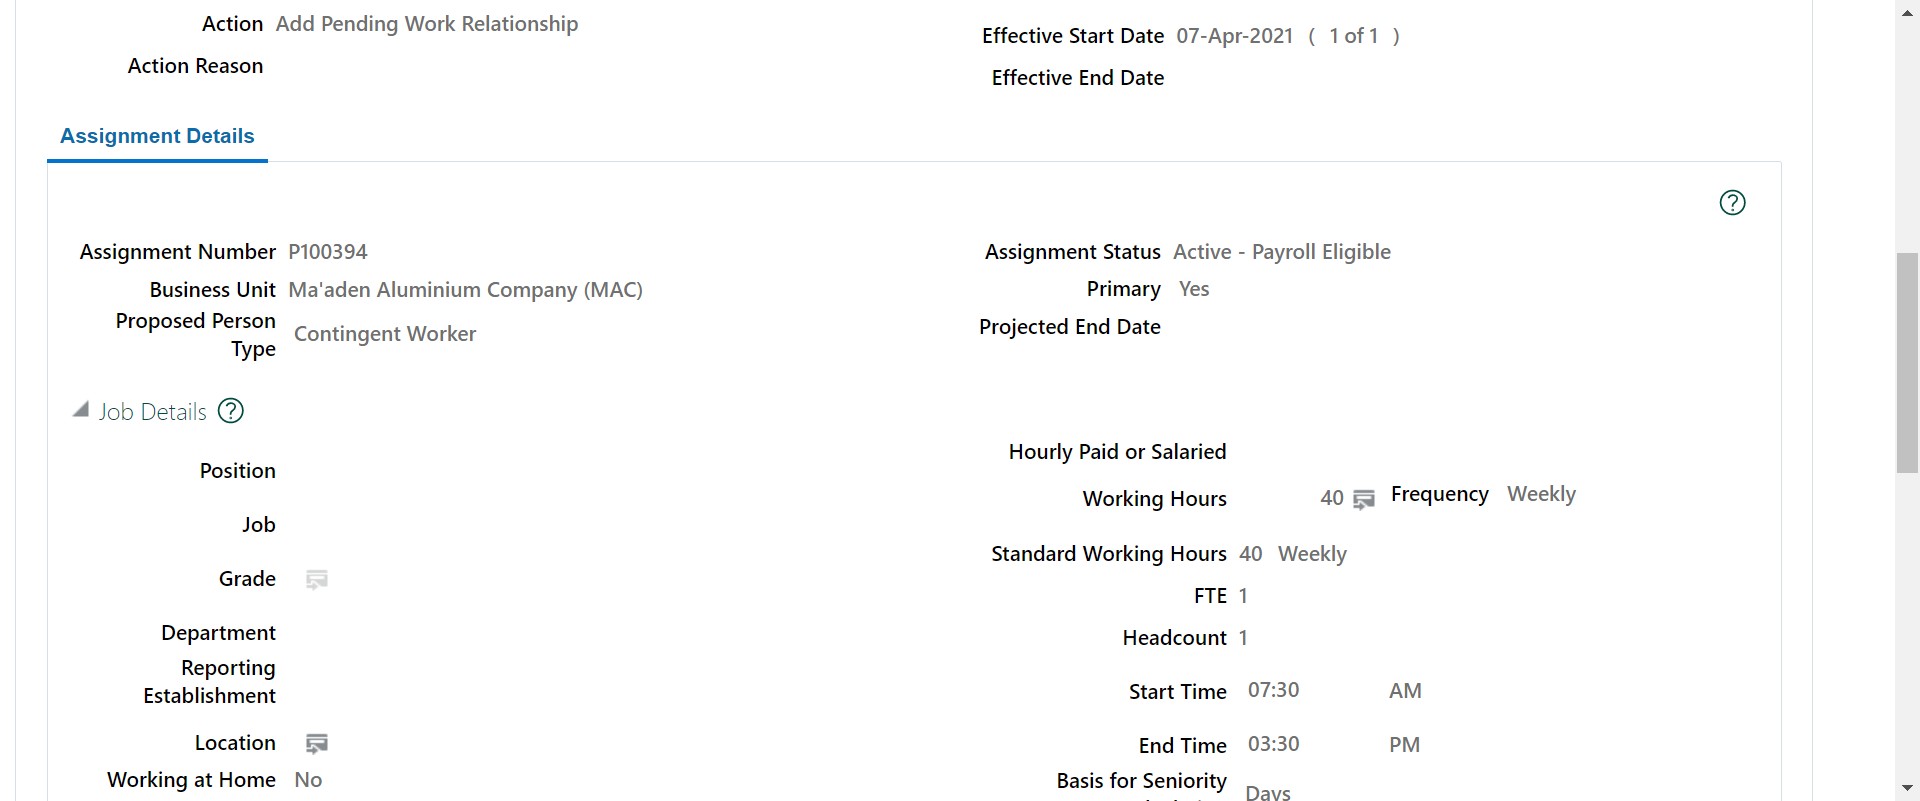 Action Add Pending Work Relationship
Action Reason
Effective Start Date 07-Apr-2021 ( 1 of 1 )
Effective End Date
Assignment Details
Assignment Number P100394
Business Unit Ma'aden Aluminium Company (MAC)
Proposed Person
Type Contingent Worker
Assignment Status Active - Payroll Eligible
Primary Yes
Projected End Date
Job Details
Position
Job
Grade
Department
Reporting
Establishment
Location
Working at Home No
Hourly Paid or Salaried
Working Hours 40 Frequency Weekly
Standard Working Hours 40 Weekly
FTE 1
Headcount 1
Start Time 07:30 AM
End Time 03:30 PM
Basis for Seniority
Days